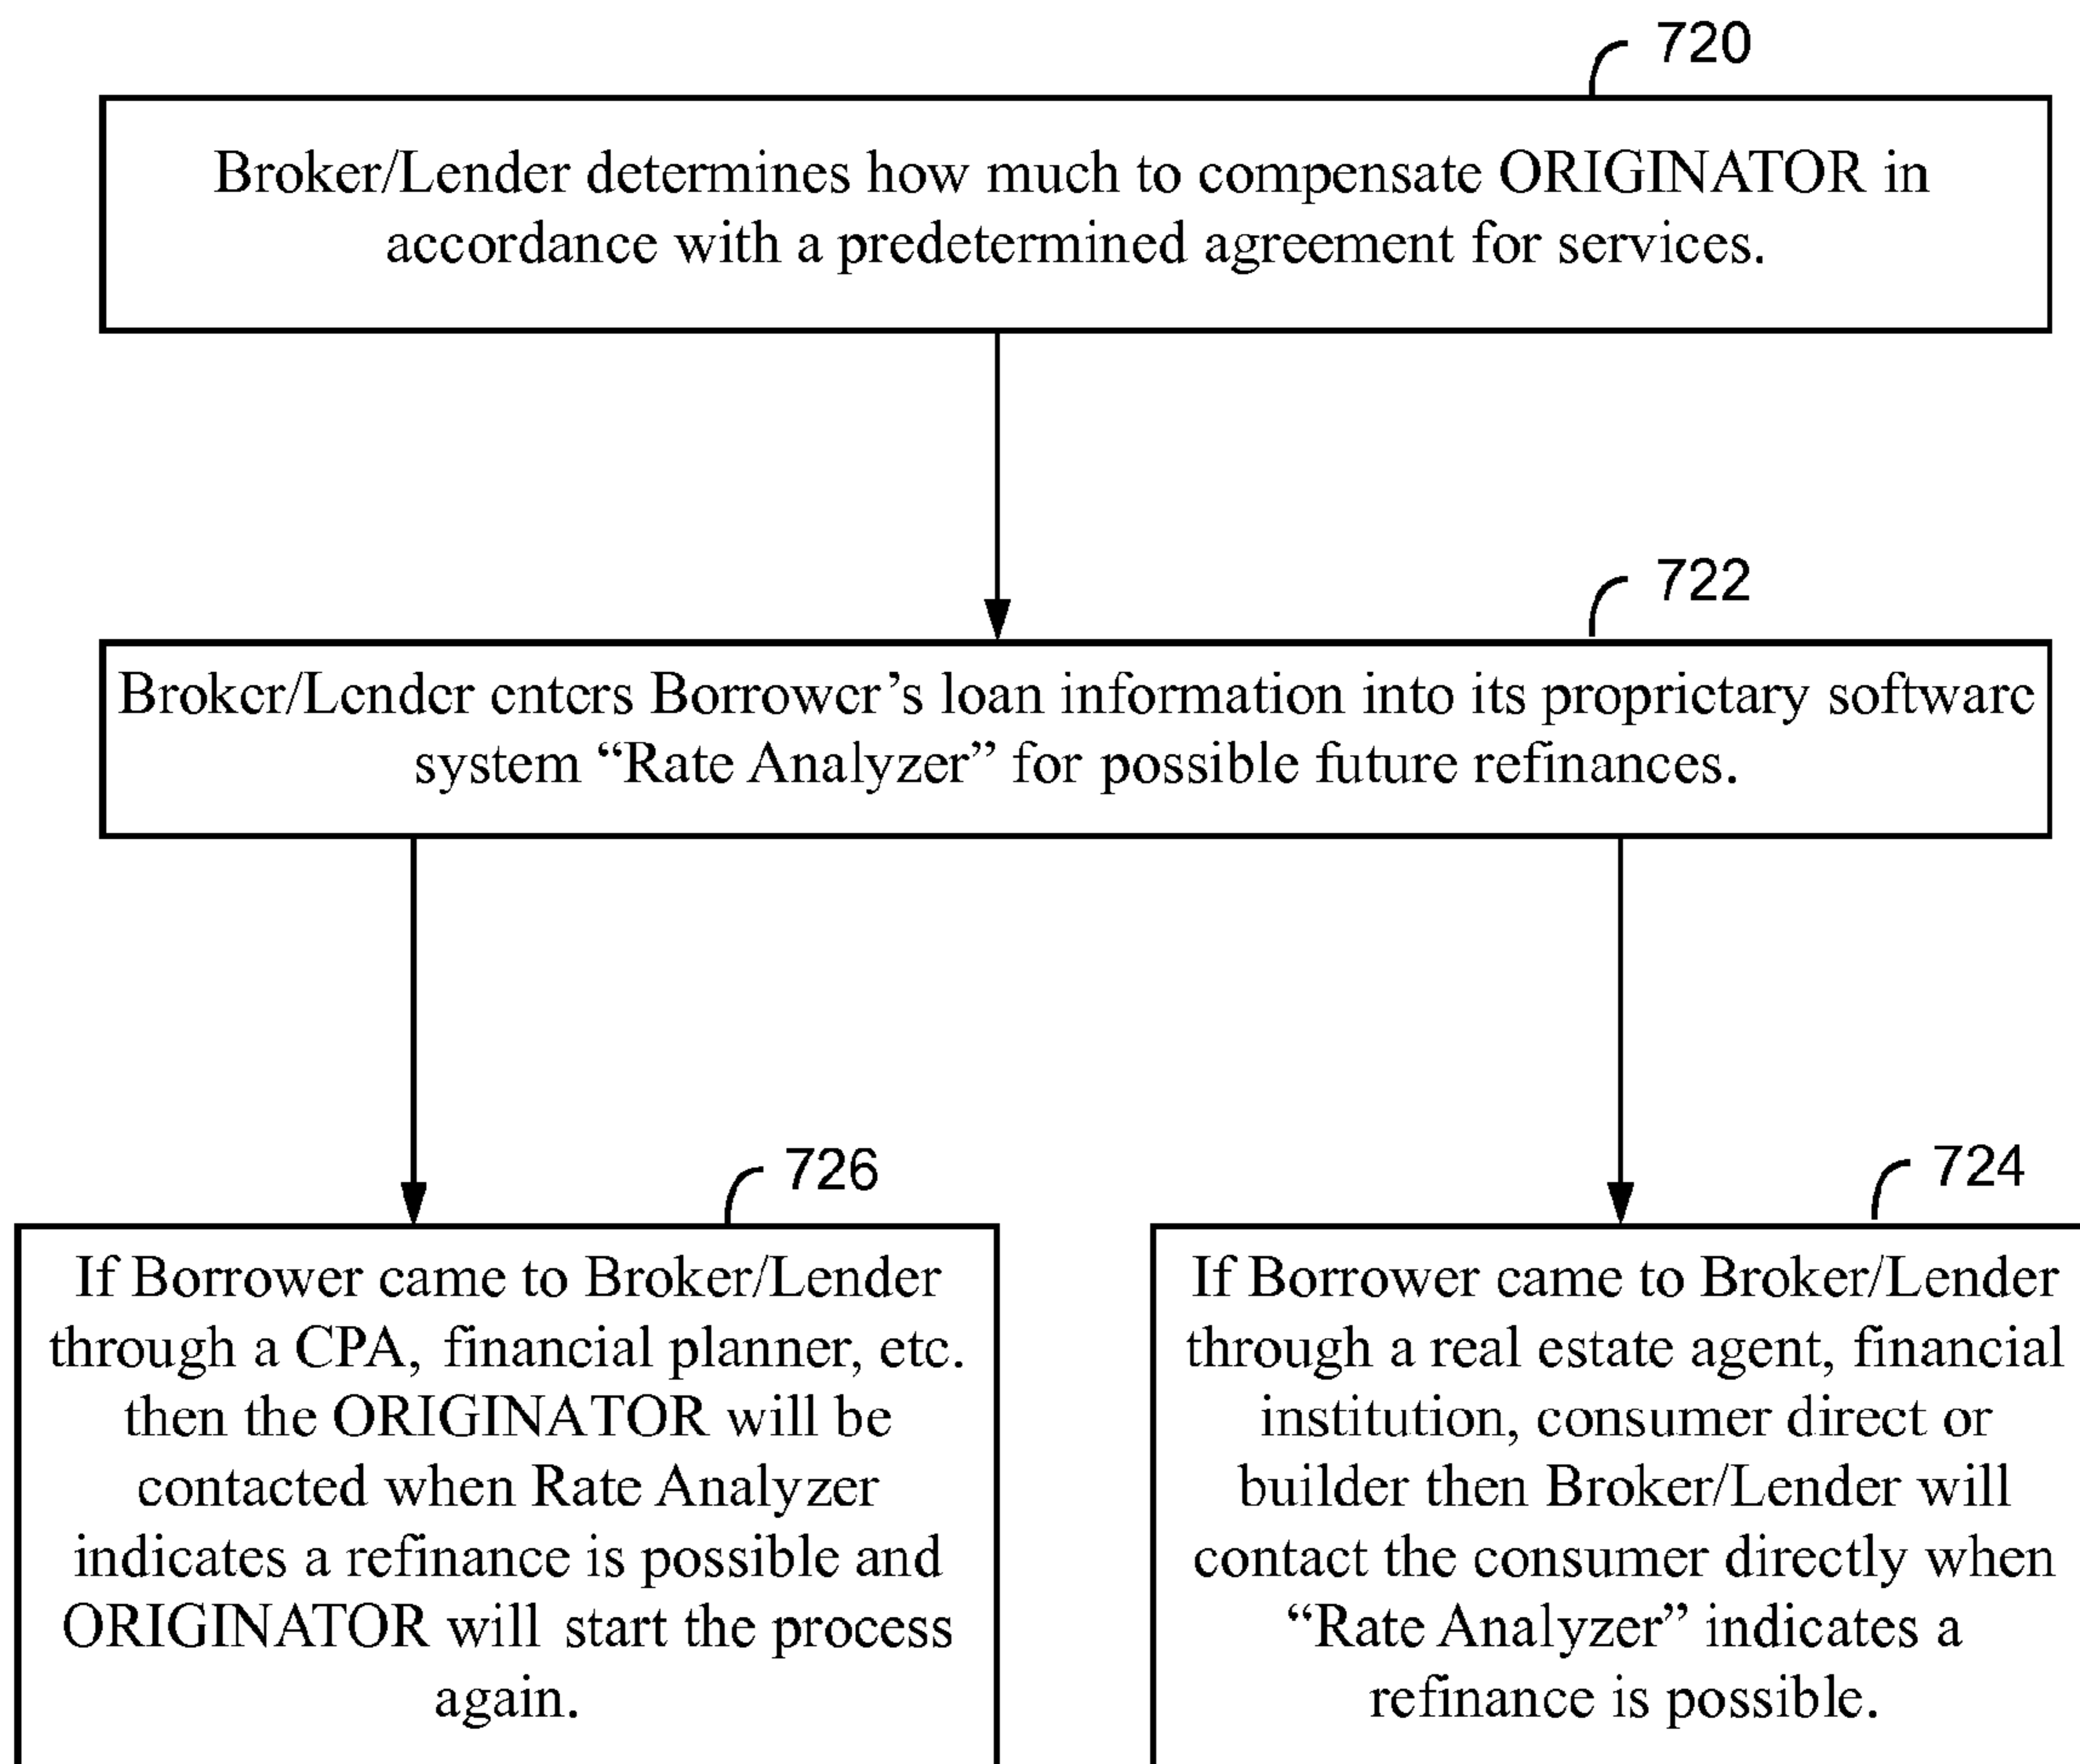 720
Broker/Lender determines how much to compensate ORIGINATOR in
accordance with a predetermined agreement for services.
722
Broker/Lender enters Borrower’s loan information into its proprietary software
system “Rate Analyzer” for possible future refinances.
726
If Borrower came to Broker/Lender
through a CPA, financial planner, etc.
then the ORIGINATOR will be
contacted when Rate Analyzer
indicates a refinance is possible and
ORIGINATOR will start the process
again.
724
If Borrower came to Broker/Lender
through a real estate agent, financial
institution, consumer direct or
builder then Broker/Lender will
contact the consumer directly when
“Rate Analyzer” indicates a
refinance is possible.